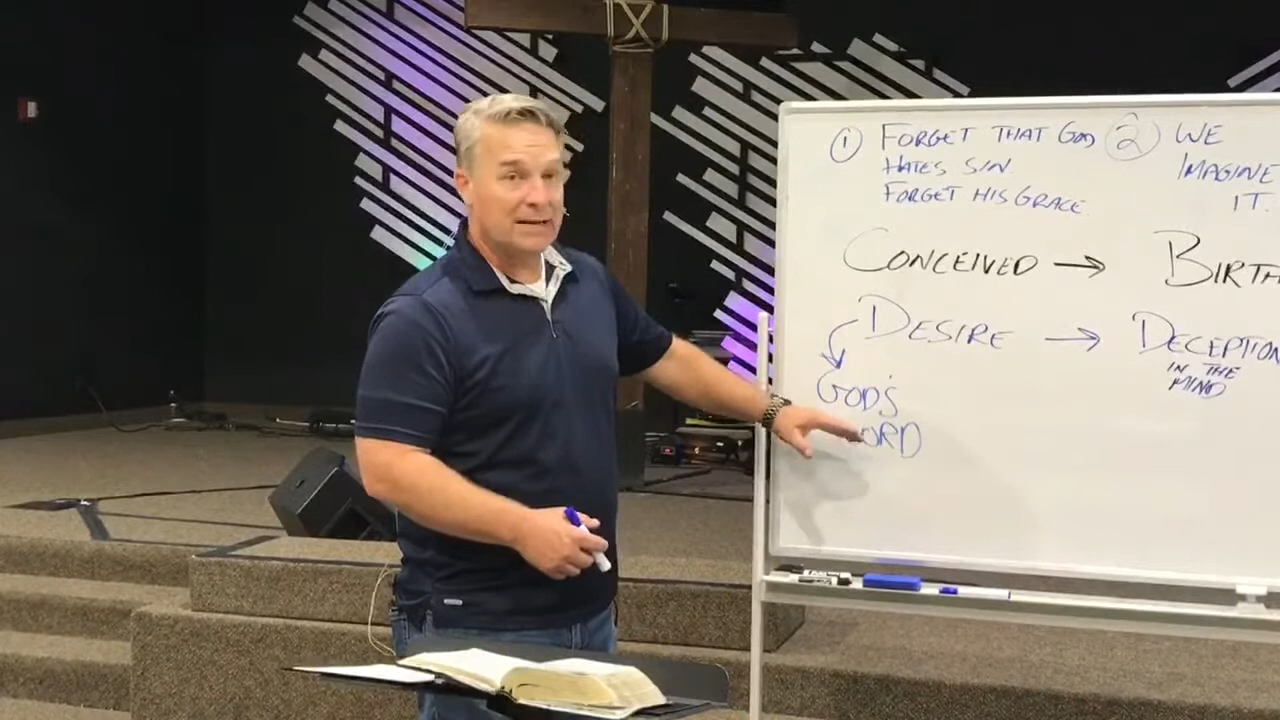 ① FORGET THAT GOD
HATES SIN.
FORGET HIS GRACE.
② WE
IMAGINE
IT.
CONCEIVED → BIRTH
DESIRE → DECEPTION
IN THE
MIND
GOD'S
WORD